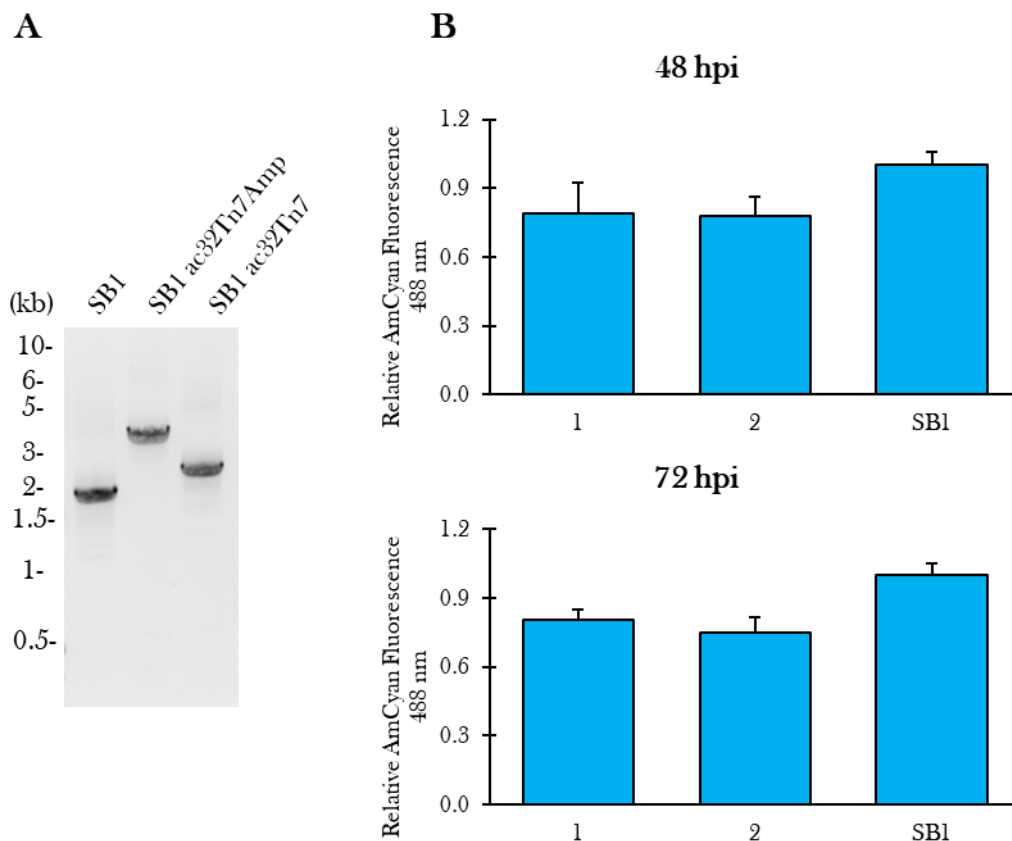 A
SB1
SB1 ac32Tn7Amp
SB1 ac32Tn7
(kb)
10-
6-
5-
3-
2-
1.5-
1-
0.5-
B
48 hpi
Relative AmCyan Fluorescence
488 nm
1.2
0.9
0.6
0.3
0.0
1
2
SB1
72 hpi
Relative AmCyan Fluorescence
488 nm
1.2
0.9
0.6
0.3
0.0
1
2
SB1